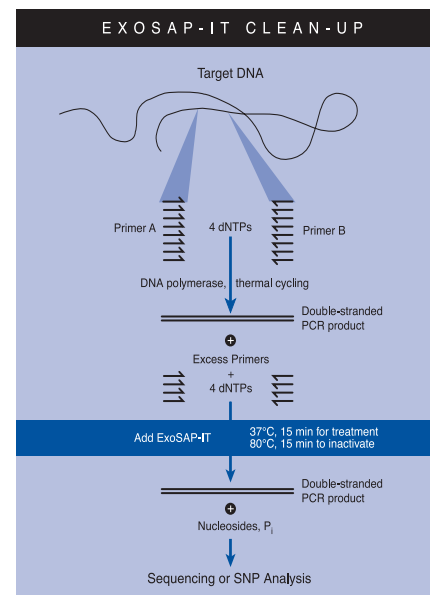 EXOSAP-IT CLEAN-UP
Target DNA
Primer A
4 dNTPs
Primer B
DNA polymerase, thermal cycling
Double-stranded
PCR product
+
Excess Primers
+
4 dNTPs
Add ExoSAP-IT
37°C, 15 min for treatment
80°C, 15 min to inactivate
Double-stranded
PCR product
+
Nucleosides, Pi
Sequencing or SNP Analysis